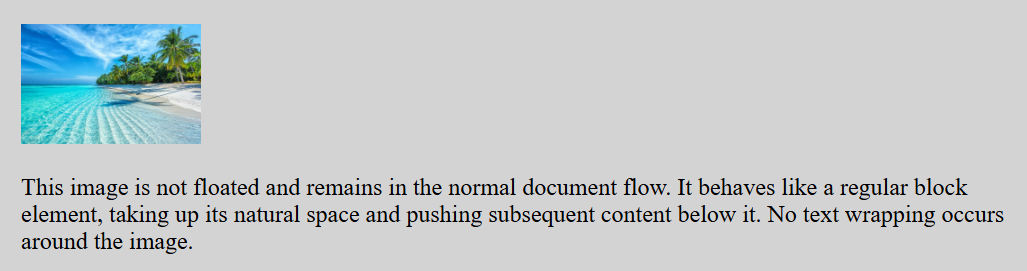 This image is not floated and remains in the normal document flow. It behaves like a regular block
element, taking up its natural space and pushing subsequent content below it. No text wrapping occurs
around the image.